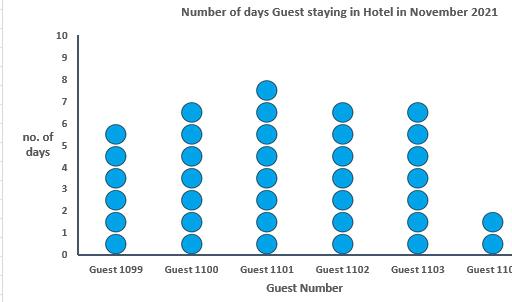 Number of days Guest staying in Hotel in November 2021
10
9
8
7
6
5
4
3
2
1
0
no. of
days
Guest 1099 Guest 1100 Guest 1101 Guest 1102 Guest 1103 Guest 110
Guest Number